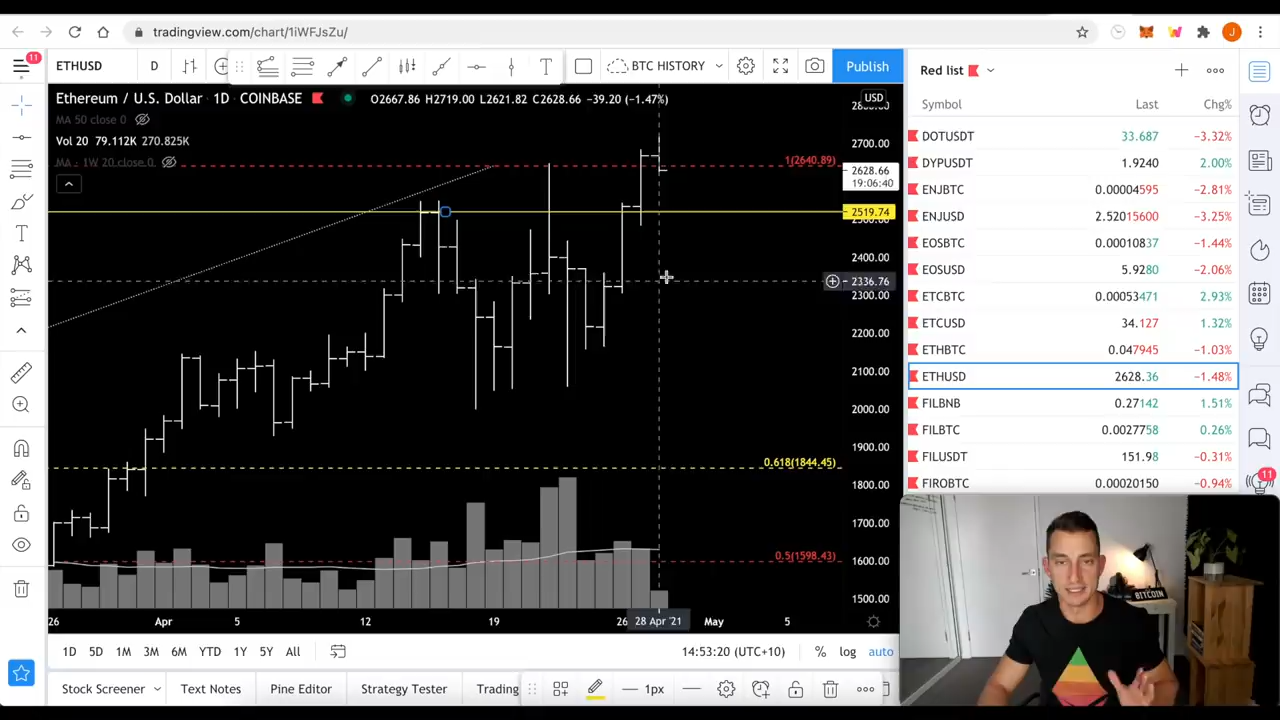 tradingview.com/chart/1iWFJsZu/
J
11
ETHUSD
D
T
BTC HISTORY
Publish
Red list
Ethereum / U.S. Dollar · 1D · COINBASE
O2667.86 H2719.00 L2621.82 C2628.66 −39.20 (−1.47%)
MA 50 close 0
Vol 20 79.112K 270.825K
MA · 1W 20 close 0
USD
2700.00
1(2640.89)
2628.66
19:06:40
2519.74
2400.00
2336.76
2300.00
2200.00
2100.00
2000.00
1900.00
0.618(1844.45)
1800.00
1700.00
1600.00
0.5(1598.43)
1500.00
26
Apr
5
12
19
26
28 Apr '21
May
5
Symbol Last Chg%
DOTUSDT 33.687 −3.32%
DYPUSDT 1.9240 2.00%
ENJBTC 0.00004595 −2.81%
ENJUSD 2.52015600 −3.25%
EOSBTC 0.00010837 −1.44%
EOSUSD 5.9280 −2.06%
ETCBTC 0.00053471 2.93%
ETCUSD 34.127 1.32%
ETHBTC 0.047945 −1.03%
ETHUSD 2628.36 −1.48%
FILBNB 0.27142 1.51%
FILBTC 0.0027758 0.26%
FILUSDT 151.98 −0.31%
FIROBTC 0.00020150 −0.94%
11
BITCOIN
1D 5D 1M 3M 6M YTD 1Y 5Y All
14:53:20 (UTC+10) % log auto
Stock Screener Text Notes Pine Editor Strategy Tester Trading
1px